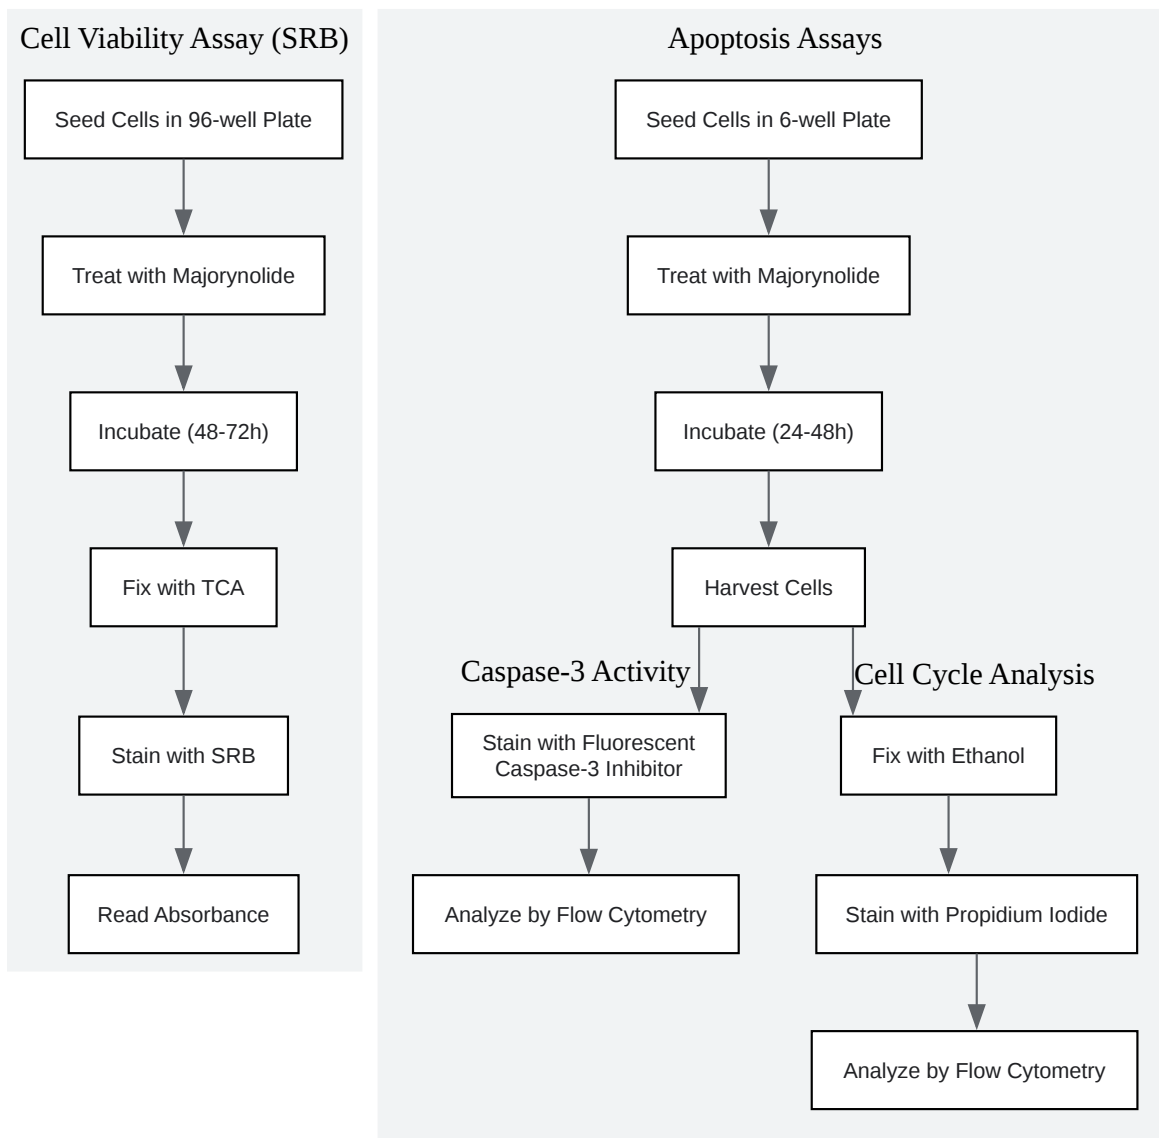 Cell Viability Assay (SRB)
Seed Cells in 96-well Plate
Treat with Majorynolide
Incubate (48-72h)
Fix with TCA
Stain with SRB
Read Absorbance
Apoptosis Assays
Seed Cells in 6-well Plate
Treat with Majorynolide
Incubate (24-48h)
Harvest Cells
Caspase-3 Activity
Stain with Fluorescent
Caspase-3 Inhibitor
Analyze by Flow Cytometry
Cell Cycle Analysis
Fix with Ethanol
Stain with Propidium Iodide
Analyze by Flow Cytometry